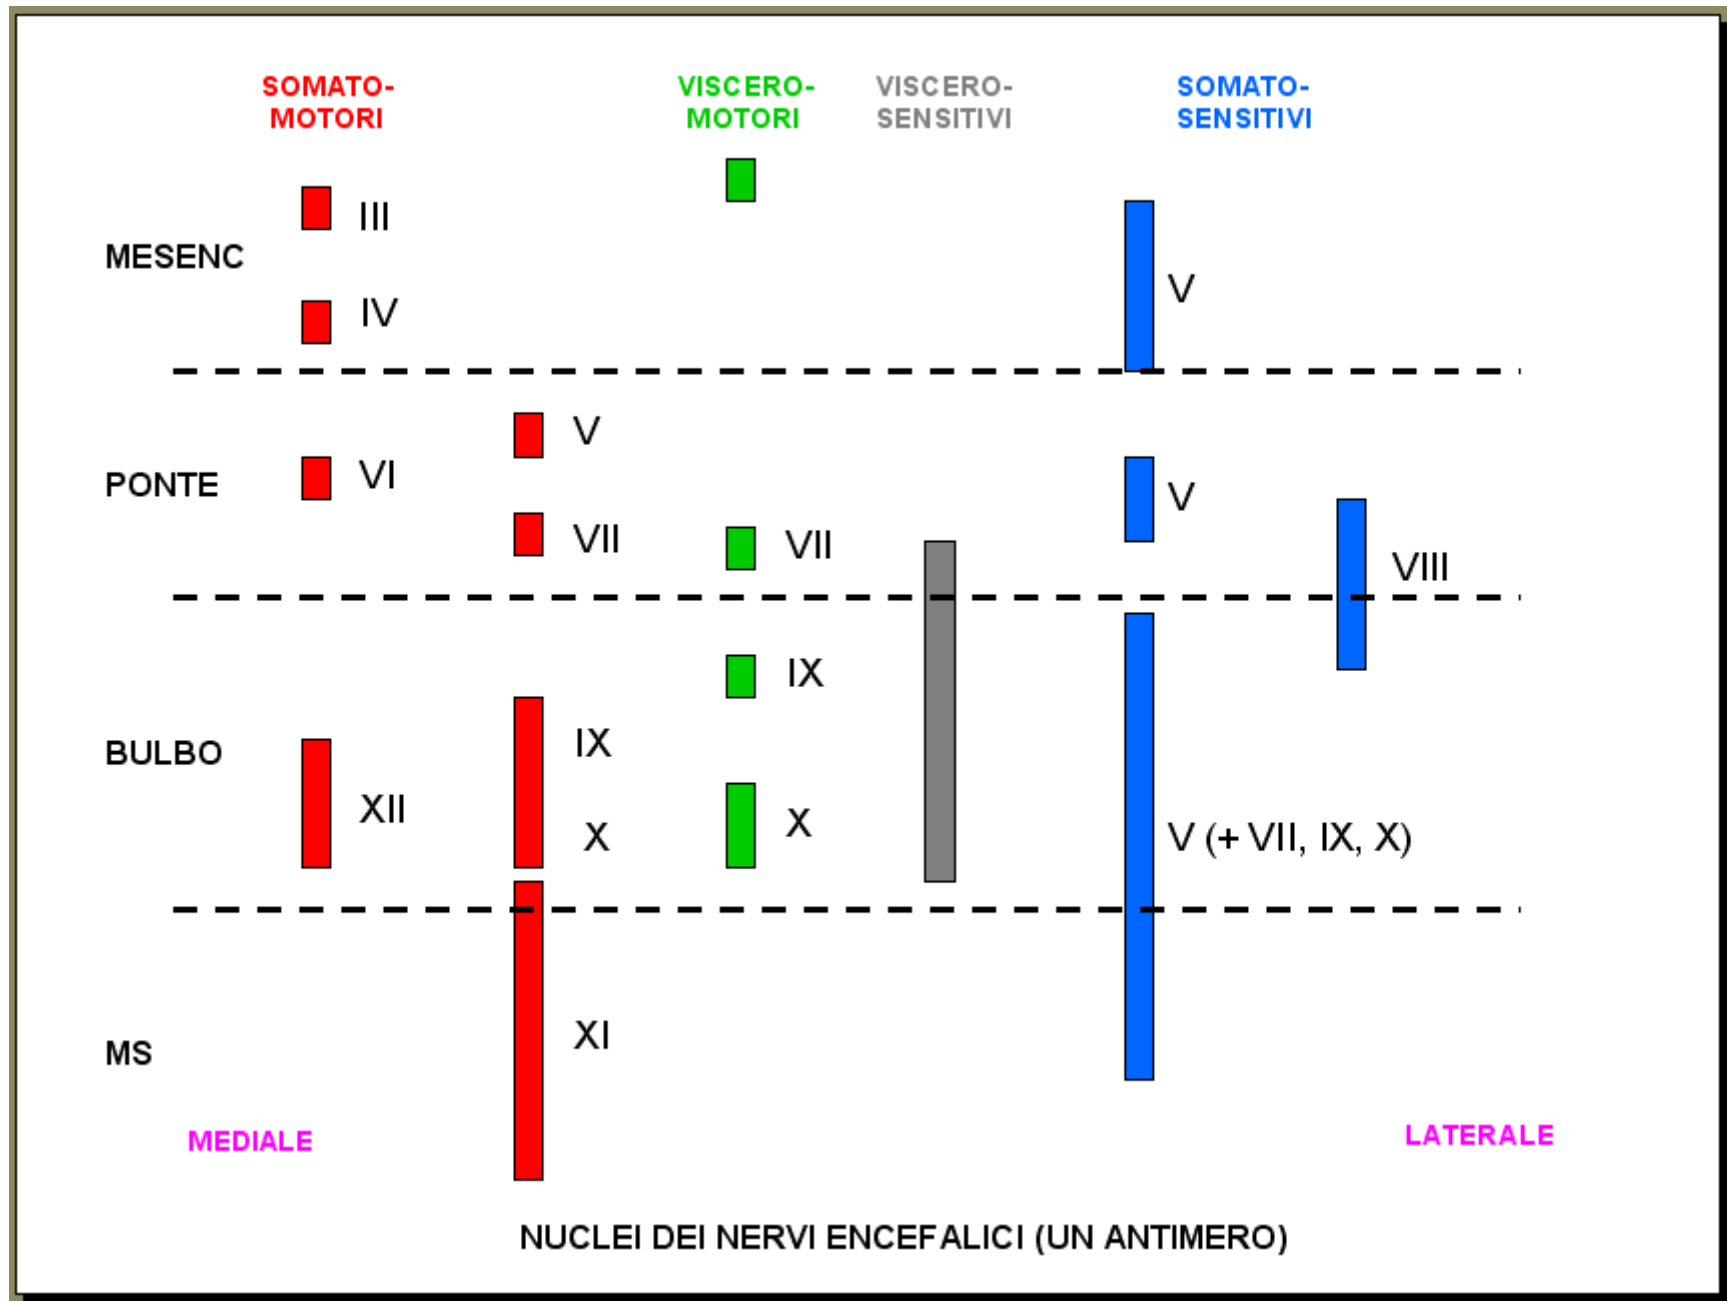 SOMATO-
MOTORI
VISCERO-
MOTORI
VISCERO-
SENSITIVI
SOMATO-
SENSITIVI
III
MESENC
IV
V
V
PONTE
VI
V
VII
VII
VIII
IX
BULBO
IX
XII
X
X
V (+ VII, IX, X)
XI
MS
MEDIALE
LATERALE
NUCLEI DEI NERVI ENCEFALICI (UN ANTIMERO)